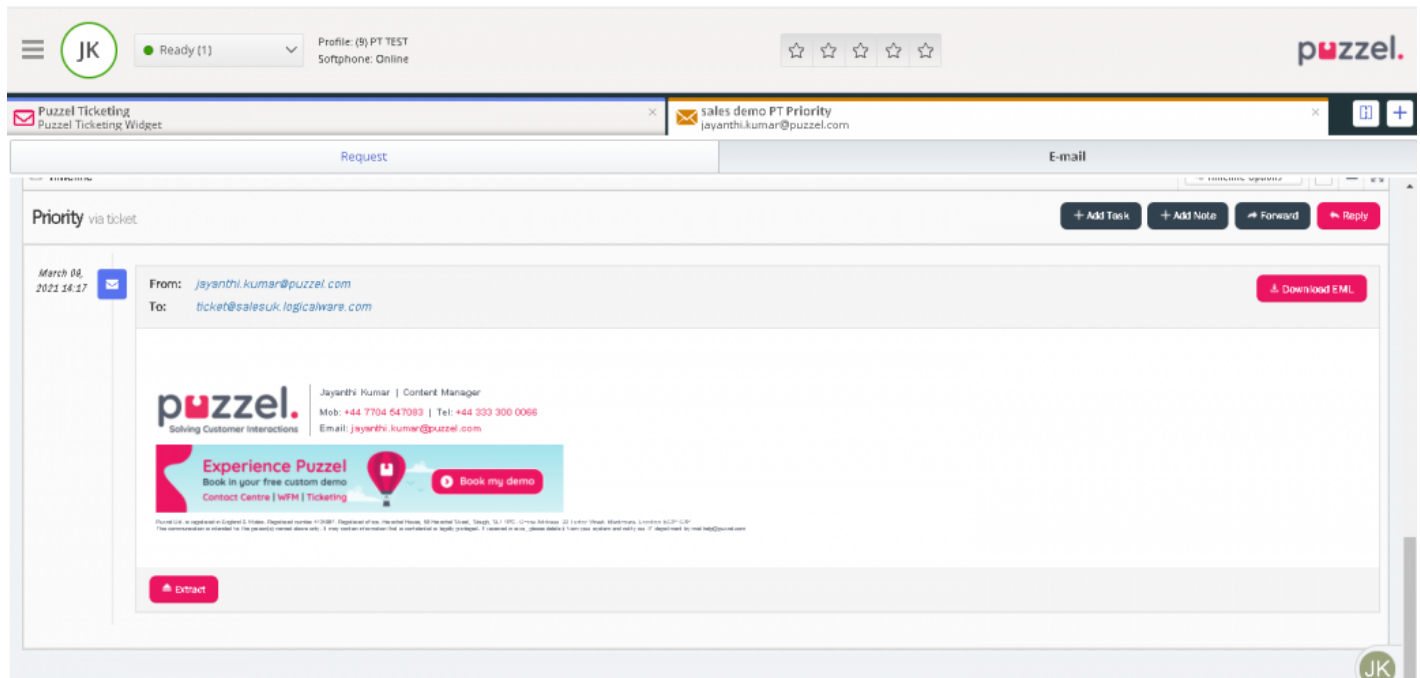 JK
Ready (1)
Profile: (9) PT TEST
Softphone: Online
puzzel.
Puzzel Ticketing
Puzzel Ticketing Widget
sales demo PT Priority
jayanthi.kumar@puzzel.com
Request
E-mail
Timeline
Timeline Options
Priority via ticket
+ Add Task
+ Add Note
Forward
Reply
March 08,
2021 14:17
From: jayanthi.kumar@puzzel.com
To: ticket@salesuk.logicalware.com
Download EML
puzzel.
Solving Customer Interactions
Jayanthi Kumar | Content Manager
Mob: +44 7704 547083 | Tel: +44 333 300 0066
Email: jayanthi.kumar@puzzel.com
Experience Puzzel
Book in your free custom demo
Contact Centre | WFM | Ticketing
Book my demo
Extract
JK